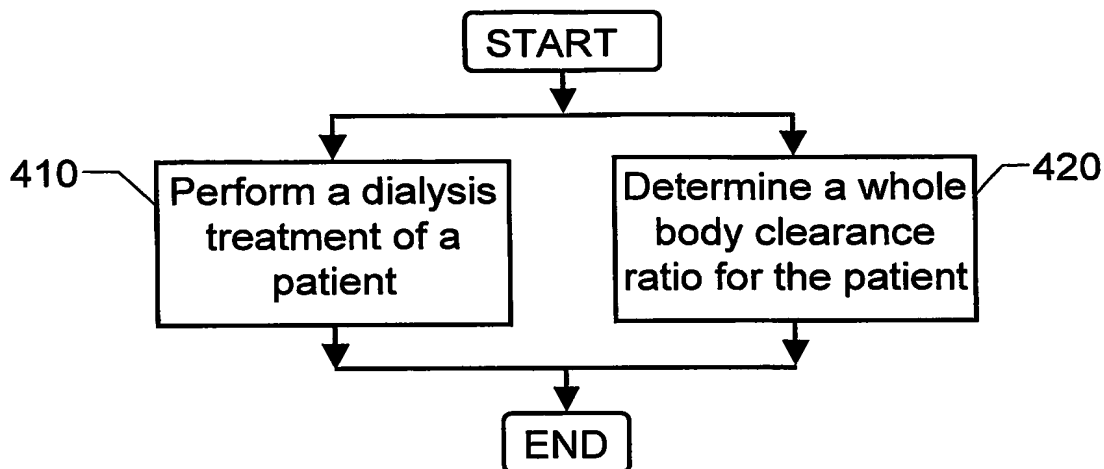 START
410
Perform a dialysis
treatment of a
patient
Determine a whole
body clearance
ratio for the patient
420
END